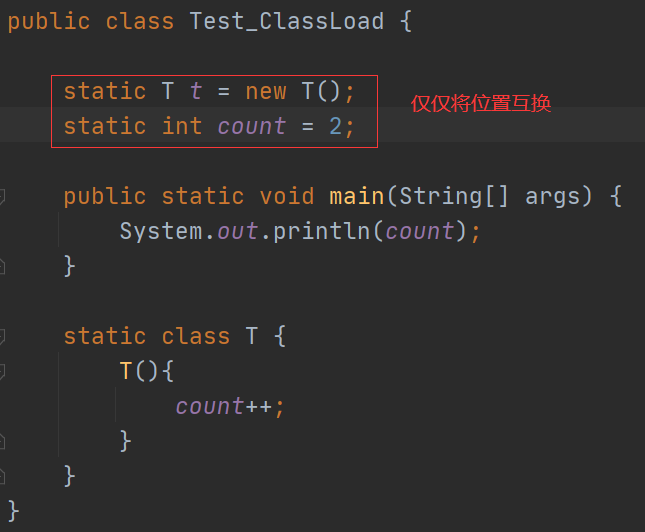 public class Test_ClassLoad {
static T t = new T();
仅仅将位置互换
static int count = 2;
public static void main(String[] args) {
System.out.println(count);
}
static class T {
T(){
count++;
}
}
}